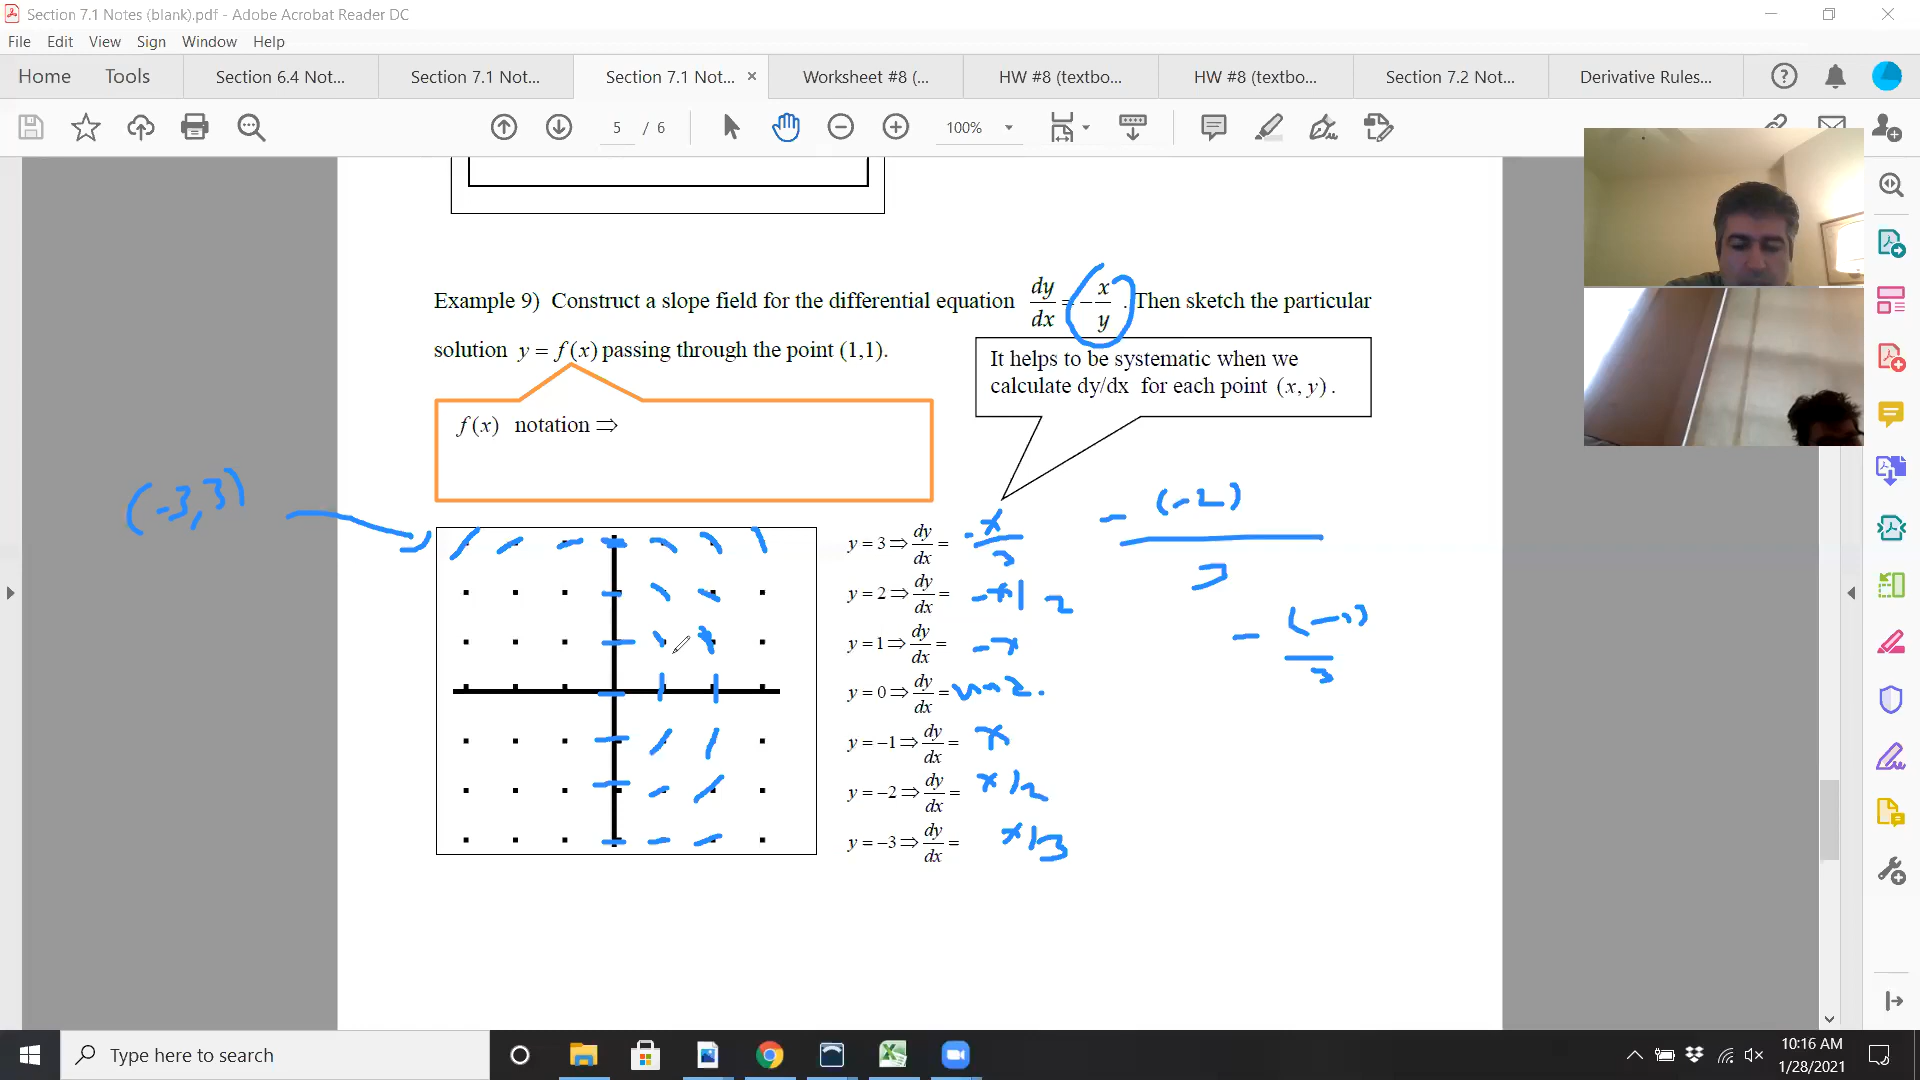 Section 7.1 Notes (blank).pdf - Adobe Acrobat Reader DC
File Edit View Sign Window Help
Home Tools Section 6.4 Not... Section 7.1 Not... Section 7.1 Not... × Worksheet #8 (... HW #8 (textbo... HW #8 (textbo... Section 7.2 Not... Derivative Rules...
5 / 6 100%
Example 9) Construct a slope field for the differential equation dy/dx = -x/y. Then sketch the particular
solution y = f(x) passing through the point (1,1).
It helps to be systematic when we
calculate dy/dx for each point (x, y).
f(x) notation ⇒
(-3,3)
y = 3 ⇒ dy/dx = -x/3
-(-2)/3
y = 2 ⇒ dy/dx = -x/2
y = 1 ⇒ dy/dx = -x
y = 0 ⇒ dy/dx =
y = −1 ⇒ dy/dx = x
y = −2 ⇒ dy/dx = x/2
y = −3 ⇒ dy/dx = x/3
Type here to search
10:16 AM
1/28/2021